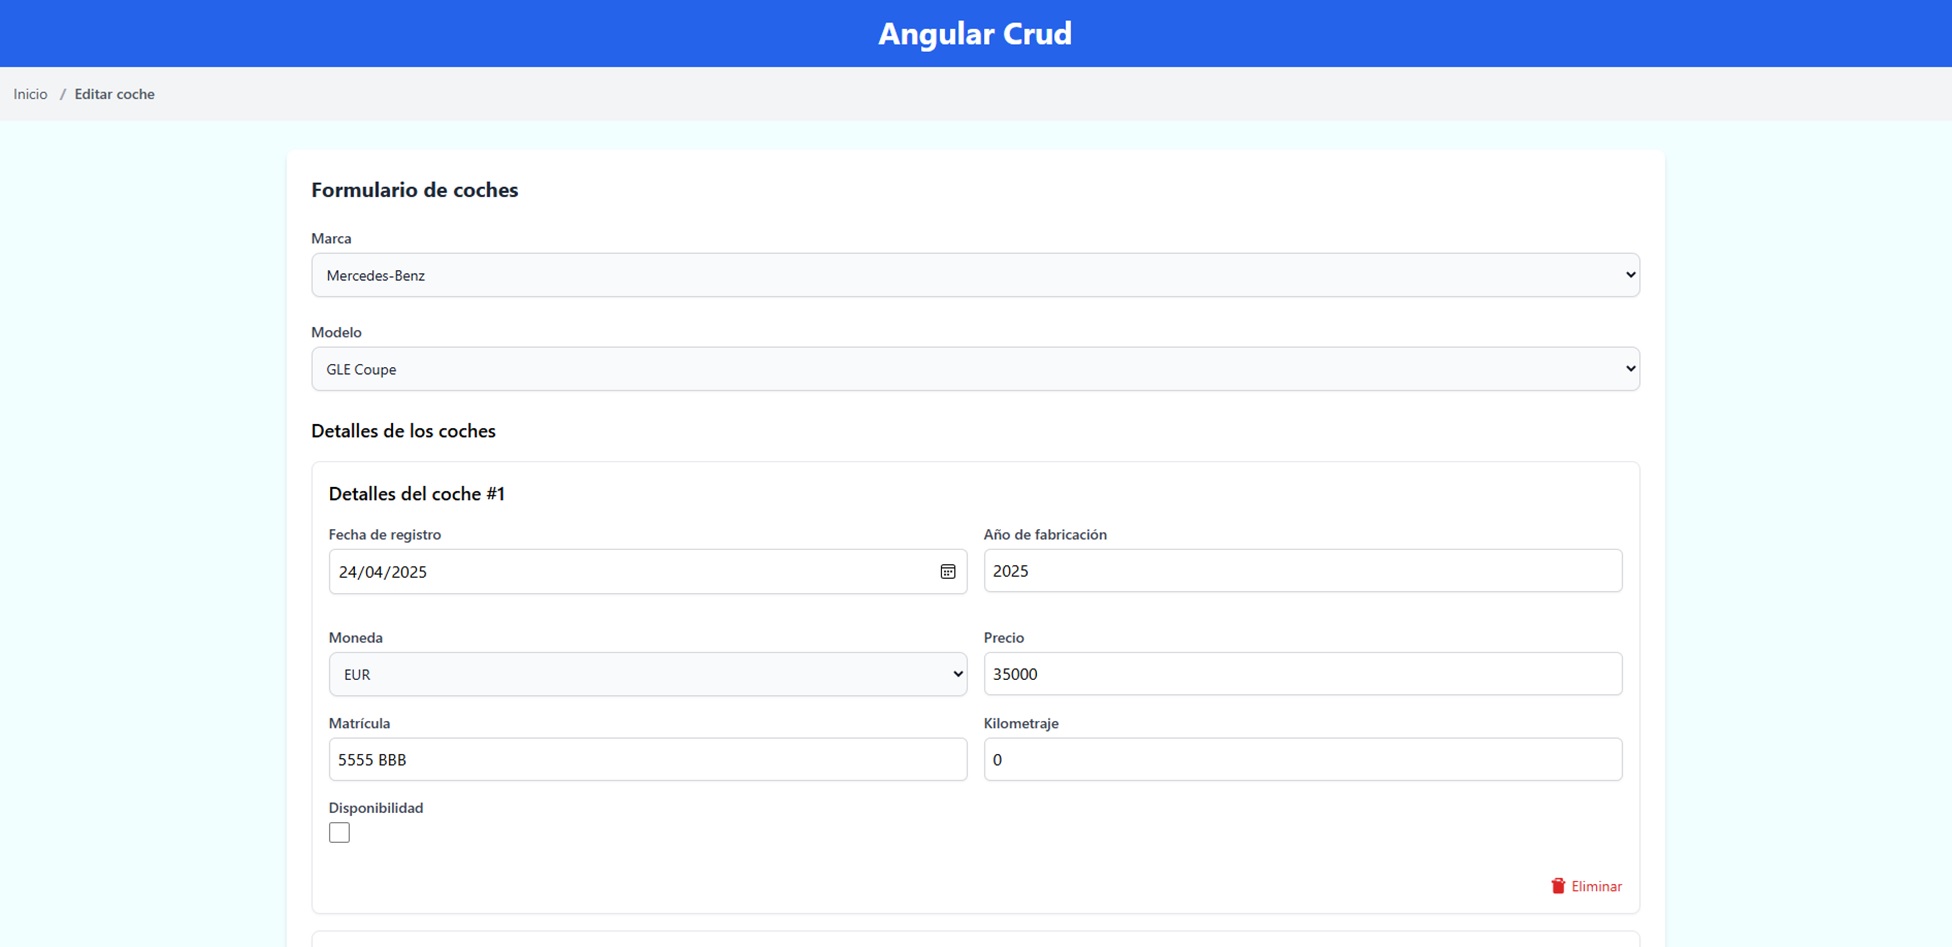 Angular Crud
Inicio / Editar coche
Formulario de coches
Marca
Mercedes-Benz
Modelo
GLE Coupe
Detalles de los coches
Detalles del coche #1
Fecha de registro
24/04/2025
Año de fabricación
2025
Moneda
EUR
Precio
35000
Matrícula
5555 BBB
Kilometraje
0
Disponibilidad
Eliminar